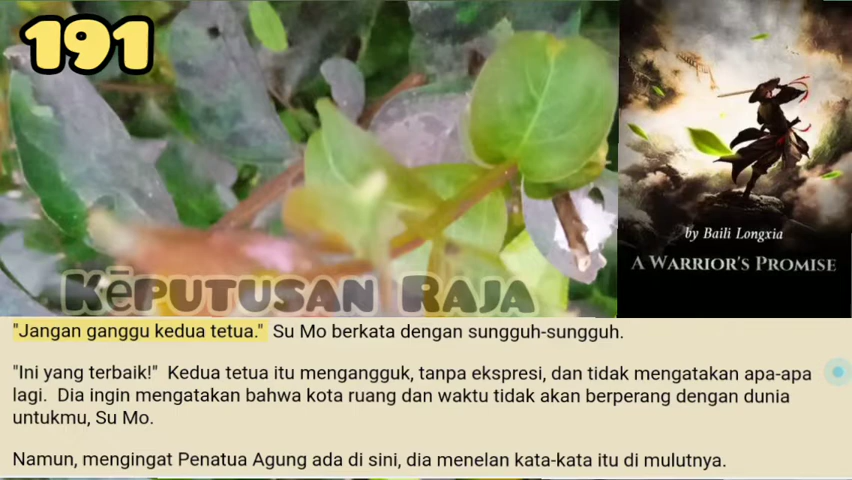 191
by Baili Longxia
A WARRIOR'S PROMISE
KēPUTUSAN RAJA
"Jangan ganggu kedua tetua." Su Mo berkata dengan sungguh-sungguh.
"Ini yang terbaik!" Kedua tetua itu mengangguk, tanpa ekspresi, dan tidak mengatakan apa-apa
lagi. Dia ingin mengatakan bahwa kota ruang dan waktu tidak akan berperang dengan dunia
untukmu, Su Mo.
Namun, mengingat Penatua Agung ada di sini, dia menelan kata-kata itu di mulutnya.